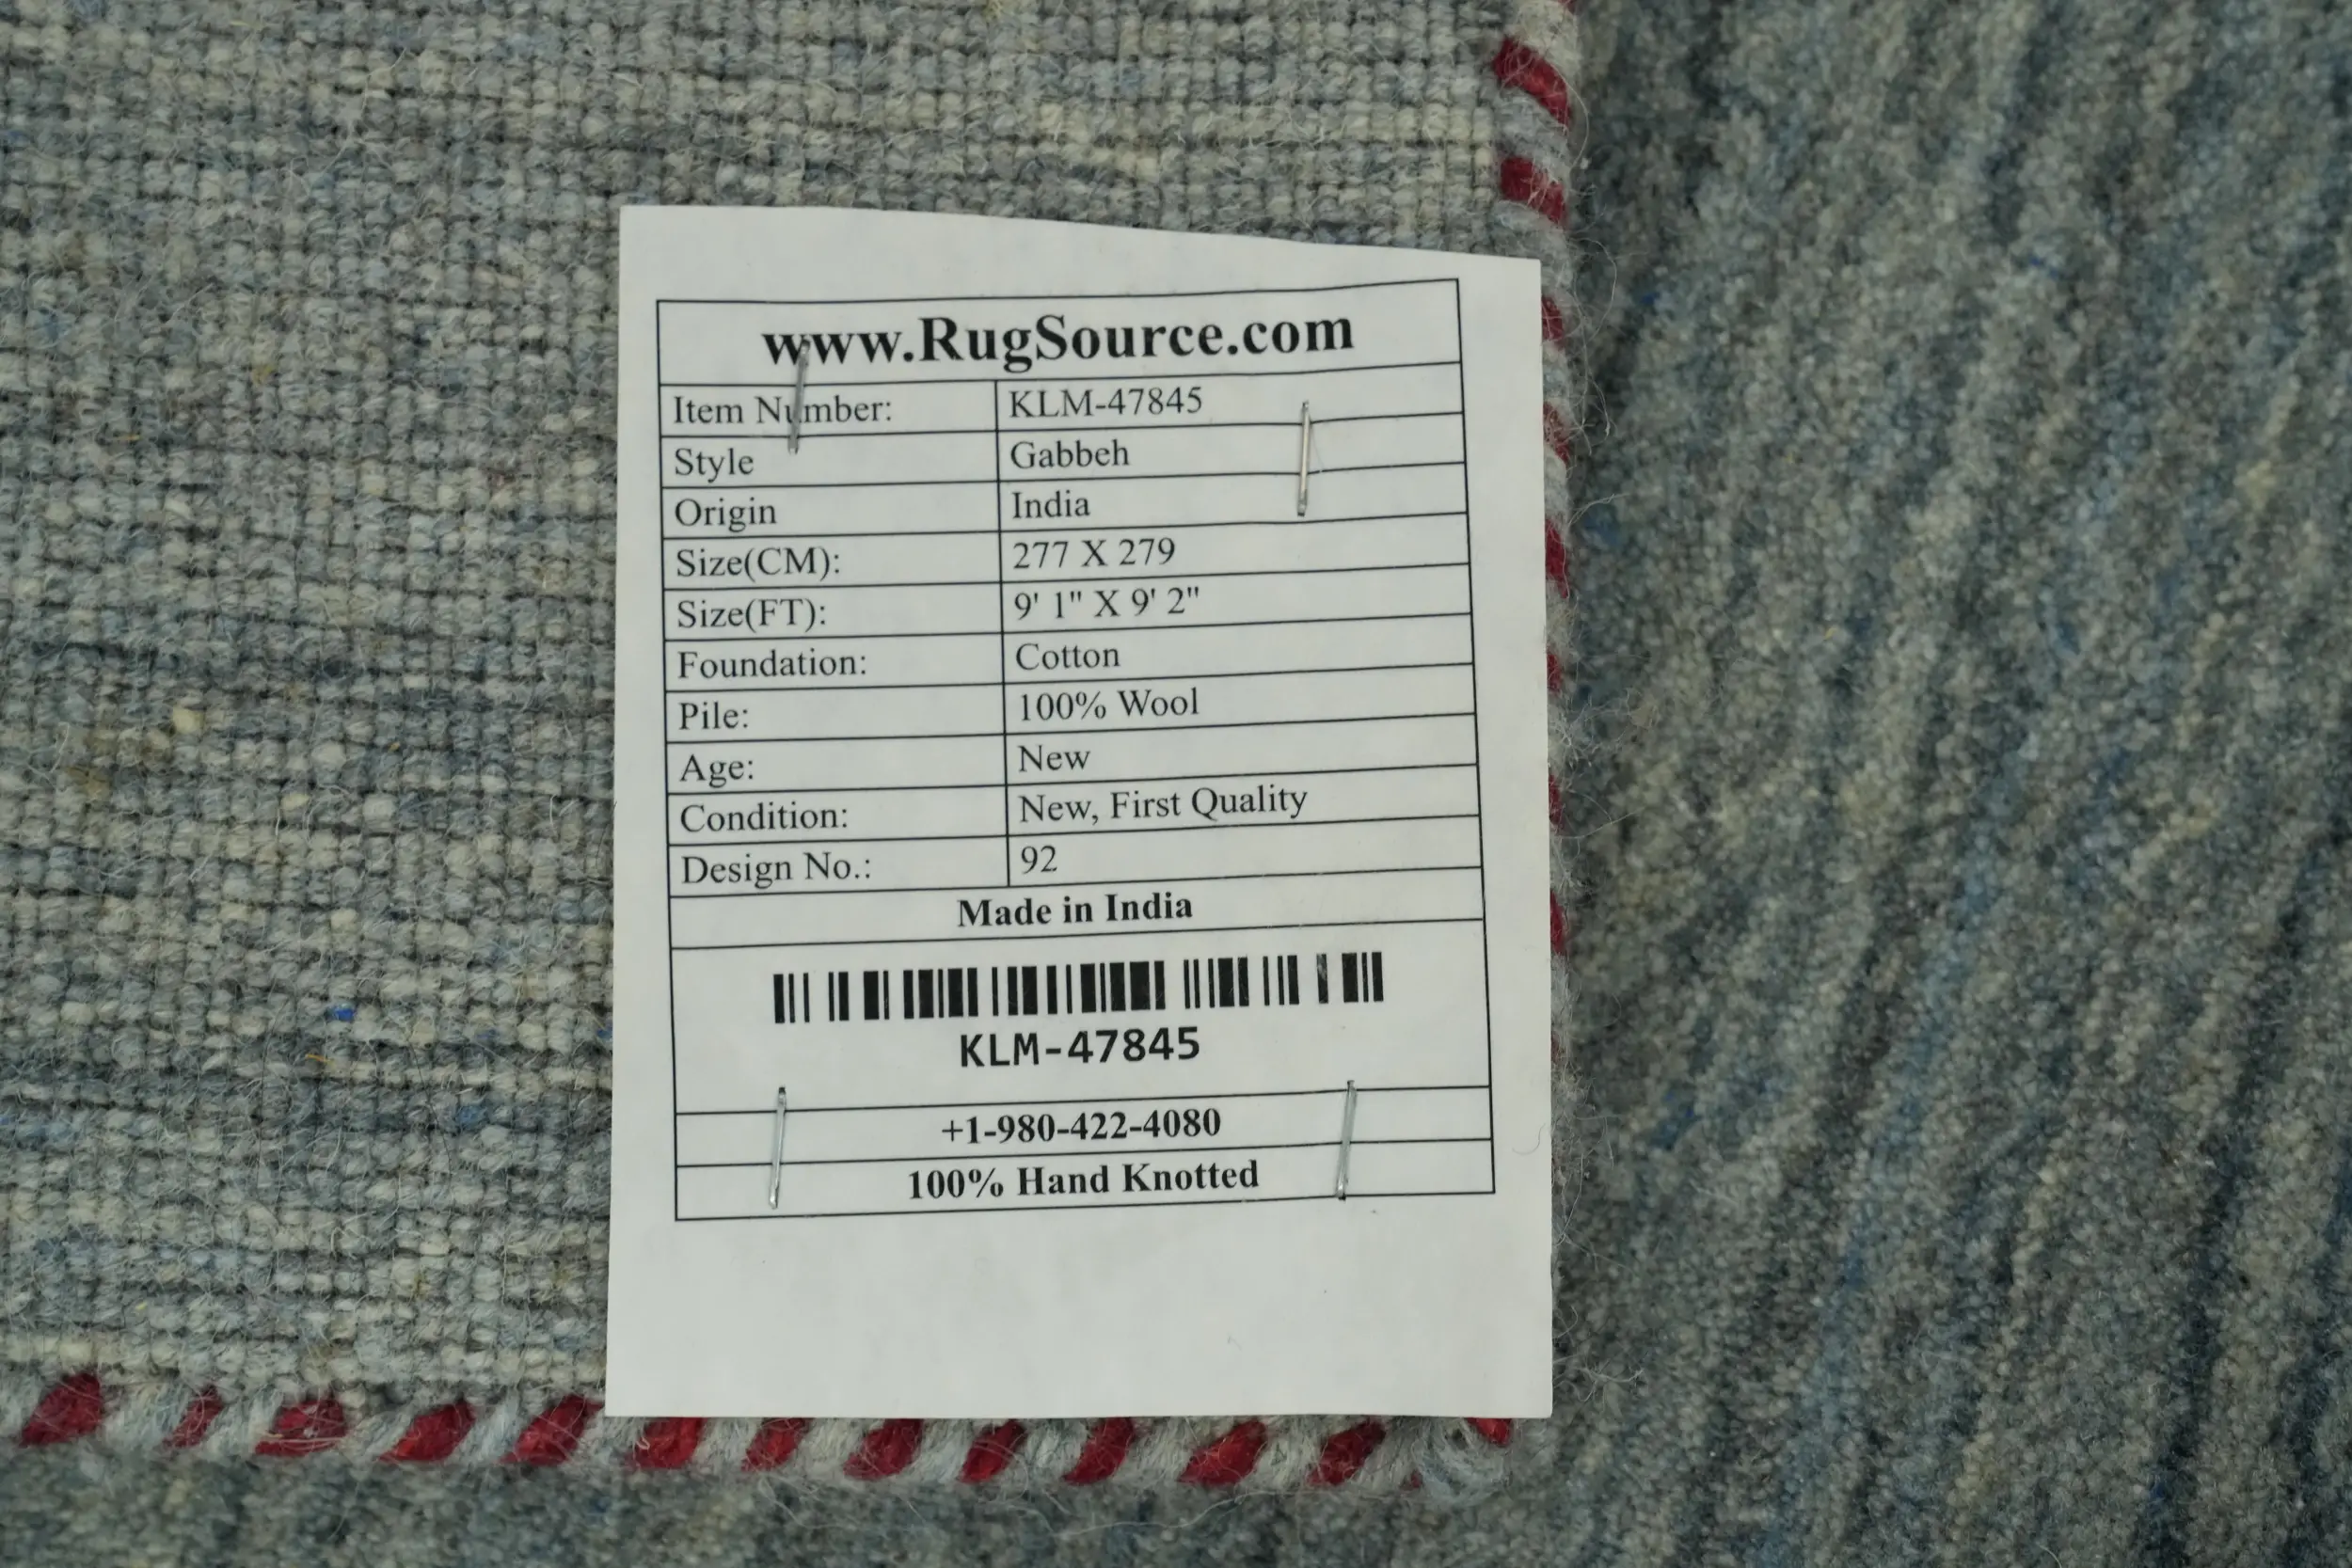 www.RugSource.com
Item Number: KLM-47845
Style Gabbeh
Origin India
Size(CM): 277 X 279
Size(FT): 9' 1" X 9' 2"
Foundation: Cotton
Pile: 100% Wool
Age: New
Condition: New, First Quality
Design No.: 92
Made in India
KLM-47845
+1-980-422-4080
100% Hand Knotted